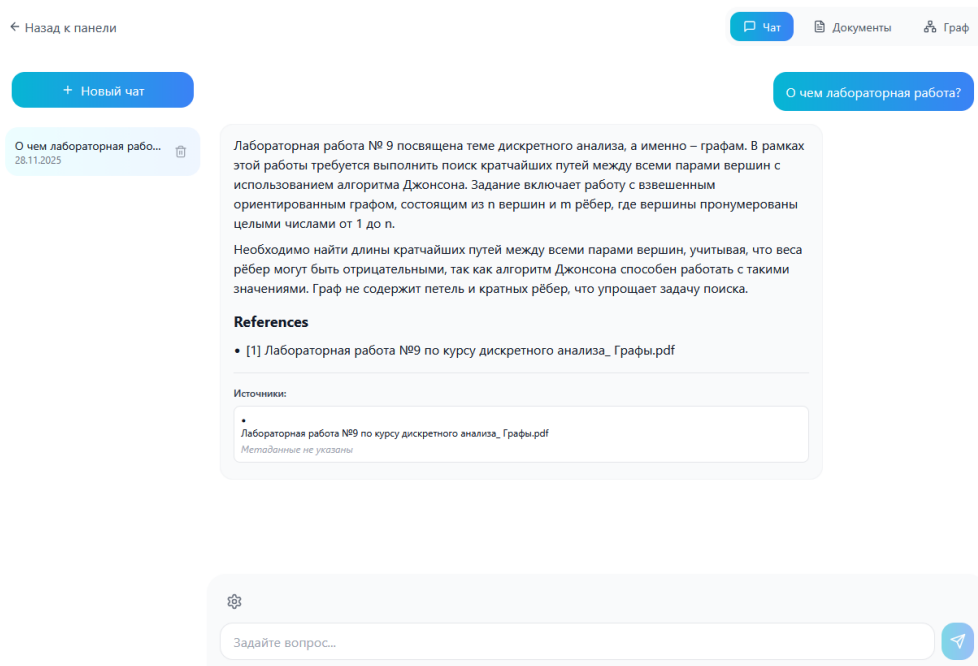 Назад к панели
Чат
Документы
Граф
Новый чат
О чем лабораторная рабо...
28.11.2025
О чем лабораторная работа?
Лабораторная работа № 9 посвящена теме дискретного анализа, а именно – графам. В рамках
этой работы требуется выполнить поиск кратчайших путей между всеми парами вершин с
использованием алгоритма Джонсона. Задание включает работу с взвешенным
ориентированным графом, состоящим из n вершин и m рёбер, где вершины пронумерованы
целыми числами от 1 до n.
Необходимо найти длины кратчайших путей между всеми парами вершин, учитывая, что веса
рёбер могут быть отрицательными, так как алгоритм Джонсона способен работать с такими
значениями. Граф не содержит петель и кратных рёбер, что упрощает задачу поиска.
References
• [1] Лабораторная работа №9 по курсу дискретного анализа_ Графы.pdf
Источники:
•
Лабораторная работа №9 по курсу дискретного анализа_ Графы.pdf
Метаданные не указаны
Задайте вопрос...